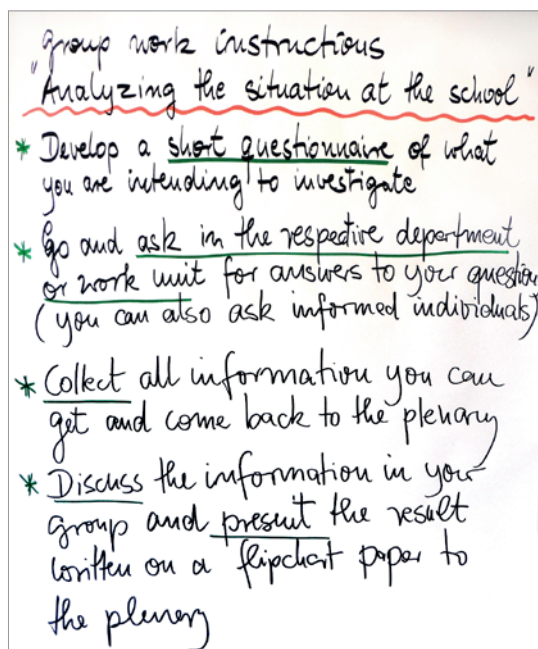 group work instructions
"Analyzing the situation at the school"
* Develop a short questionnaire of what
you are intending to investigate
* Go and ask in the respective department
or work unit for answers to your question
(you can also ask informed individuals)
* Collect all information you can
get and come back to the plenary
* Discuss the information in your
group and present the result
written on a flipchart paper to
the plenary